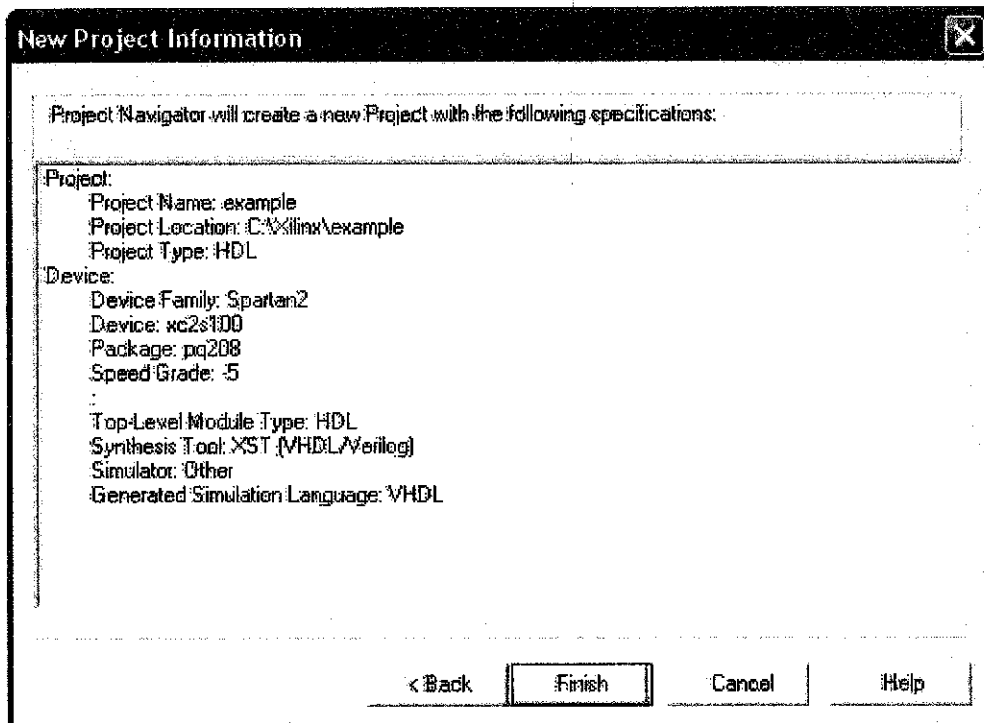 New Project Information
Project Navigator will create a new Project with the following specifications:
Project:
Project Name: example
Project Location: C:\Xilinx\example
Project Type: HDL
Device:
Device Family: Spartan2
Device: xc2s100
Package: pq208
Speed Grade: -5
:
Top-Level Module Type: HDL
Synthesis Tool: XST (VHDL/Verilog)
Simulator: Other
Generated Simulation Language: VHDL
< Back Finish Cancel Help